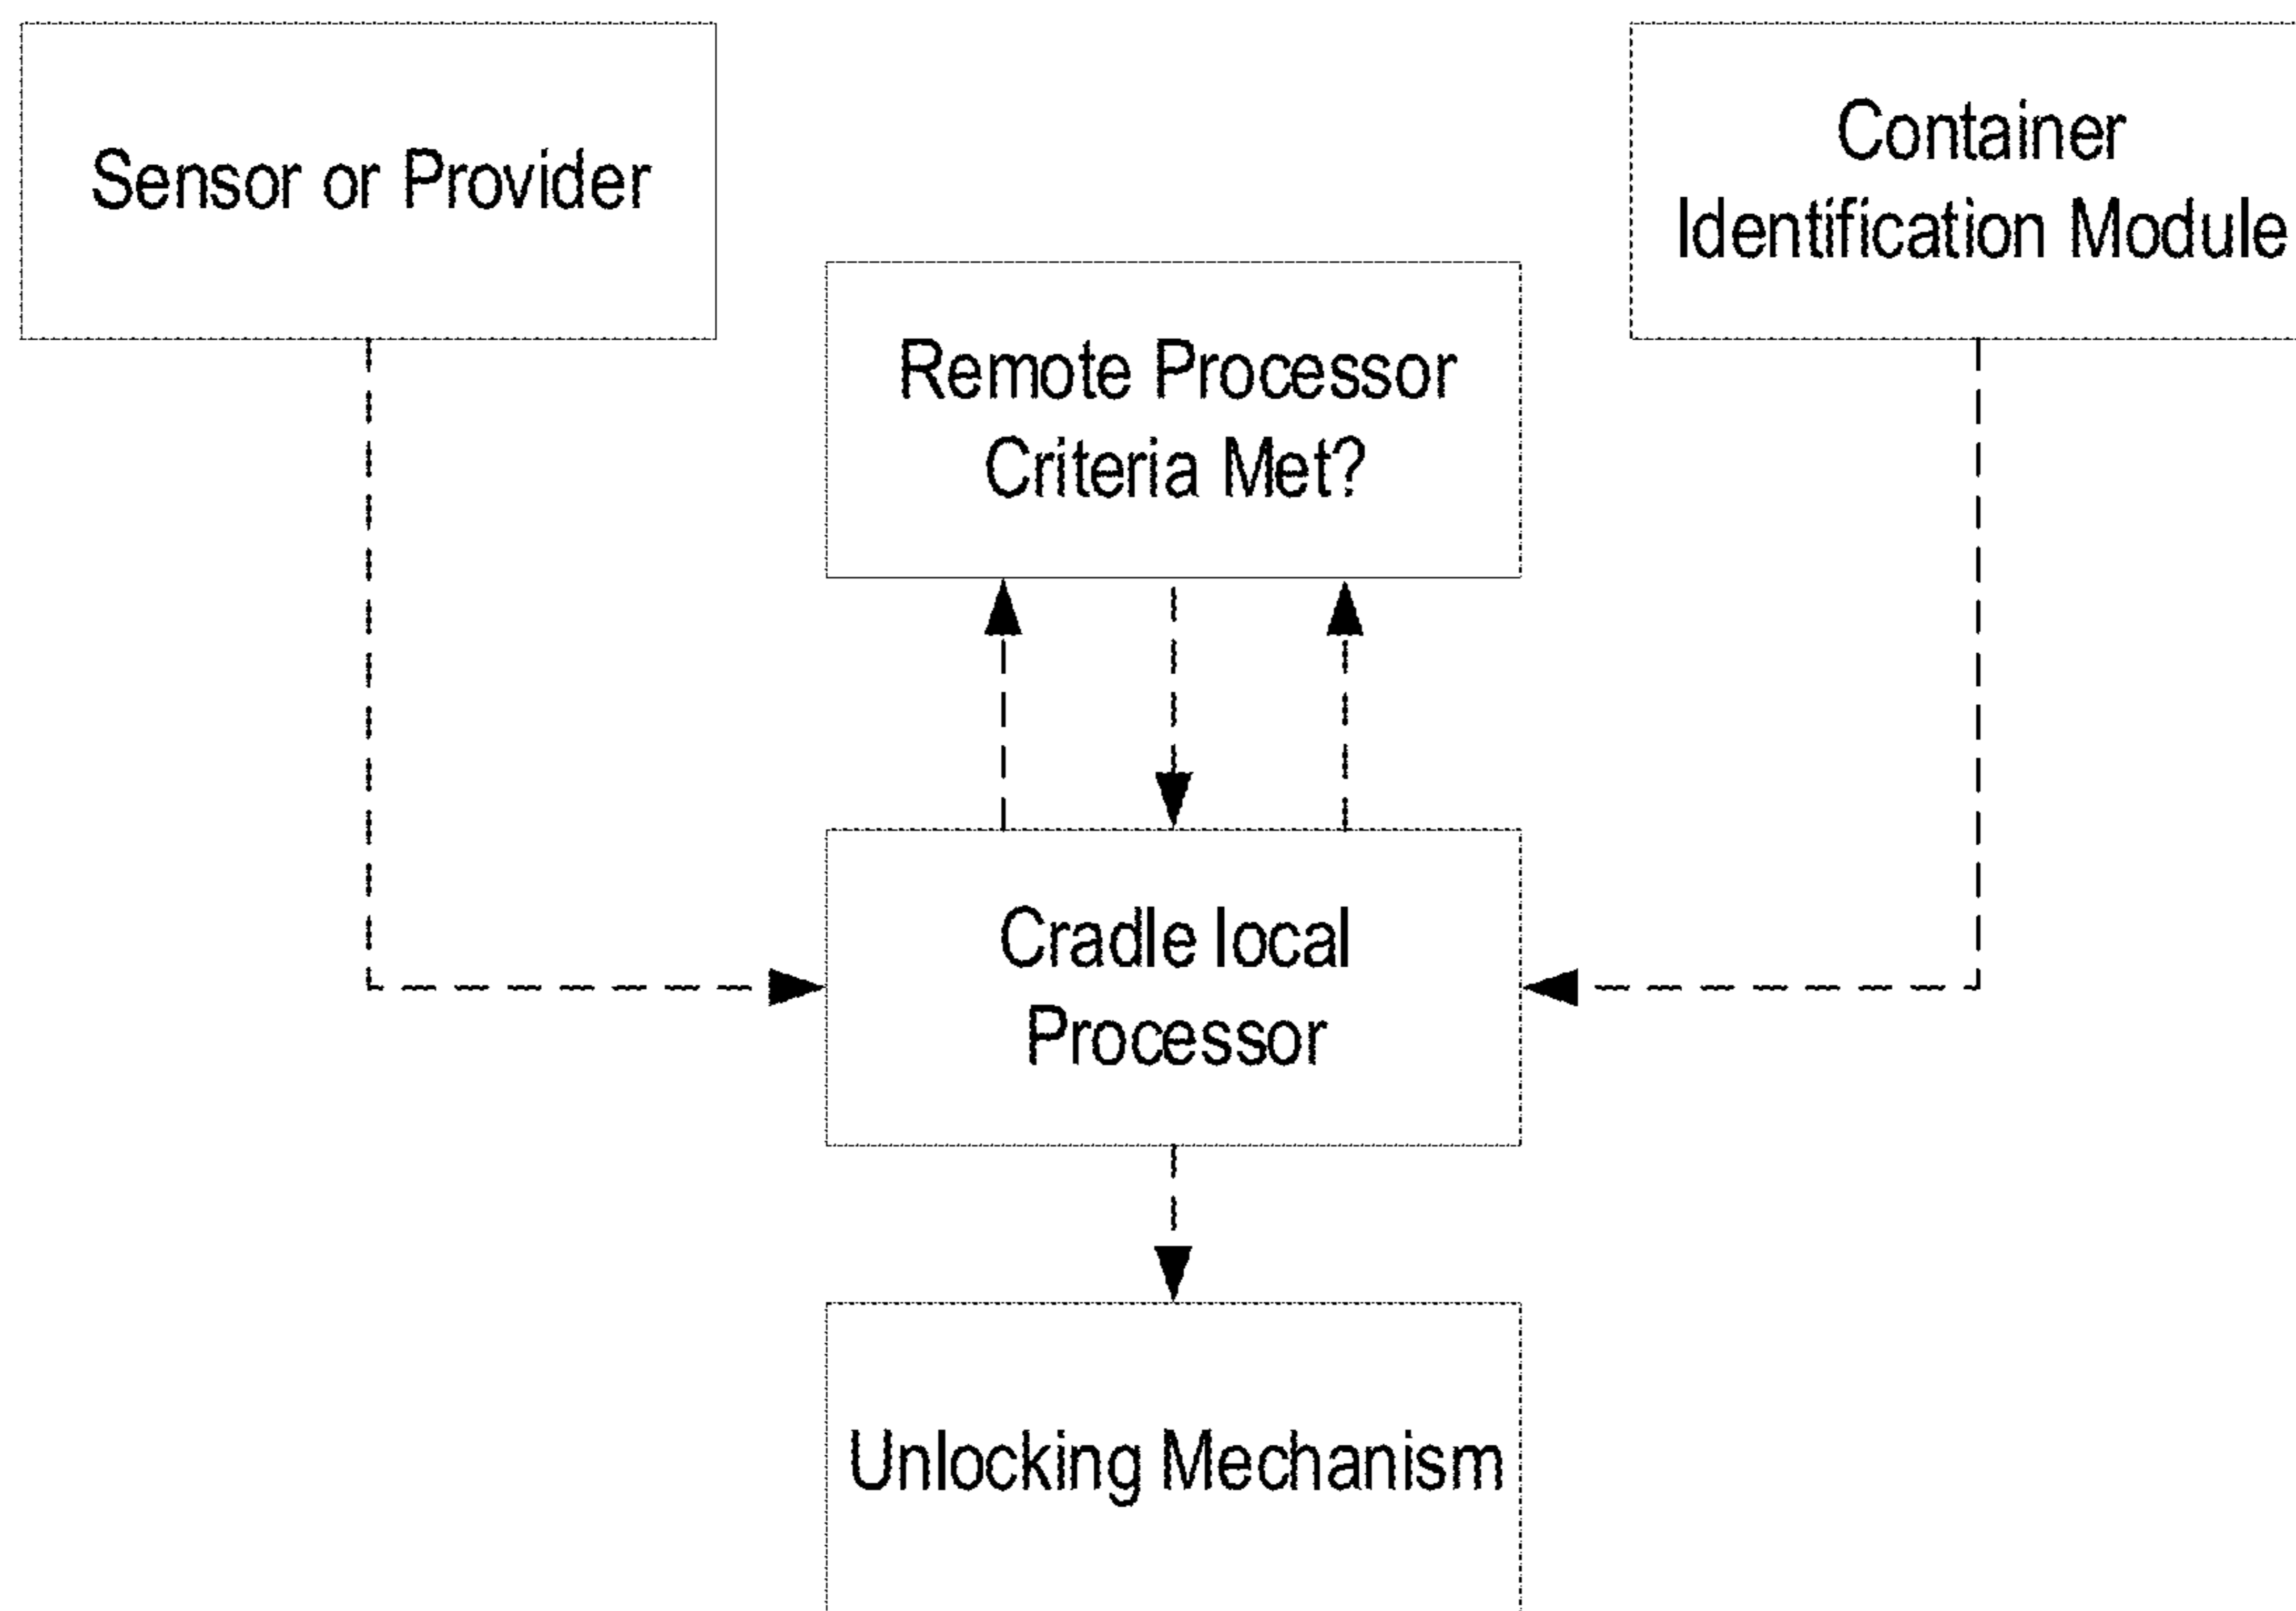 Sensor or Provider
Container
Identification Module
Remote Processor
Criteria Met?
Cradle local
Processor
Unlocking Mechanism